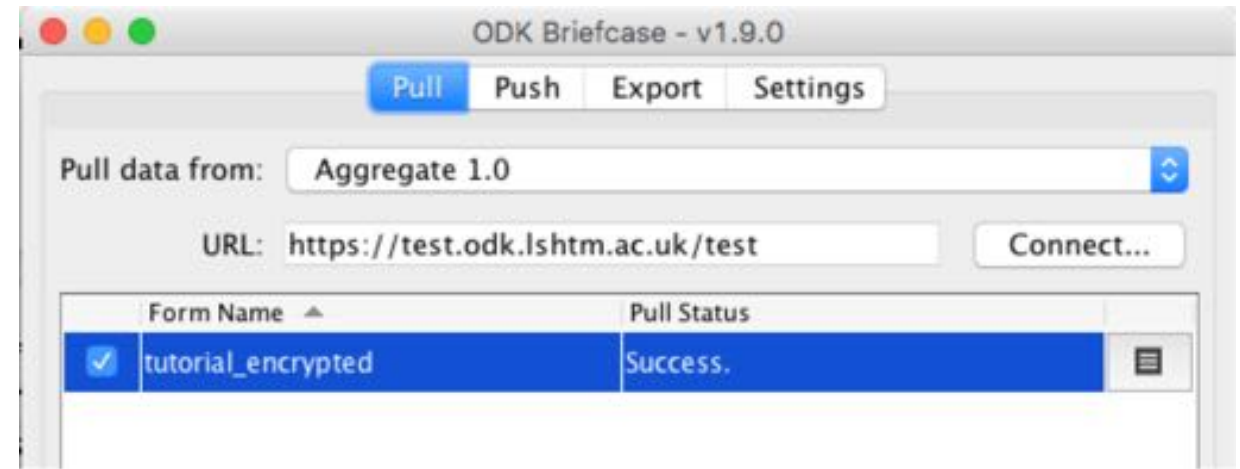 ODK Briefcase - v1.9.0
Pull Push Export Settings
Pull data from: Aggregate 1.0
URL: https://test.odk.lshtm.ac.uk/test Connect...
Form Name Pull Status
tutorial_encrypted Success.